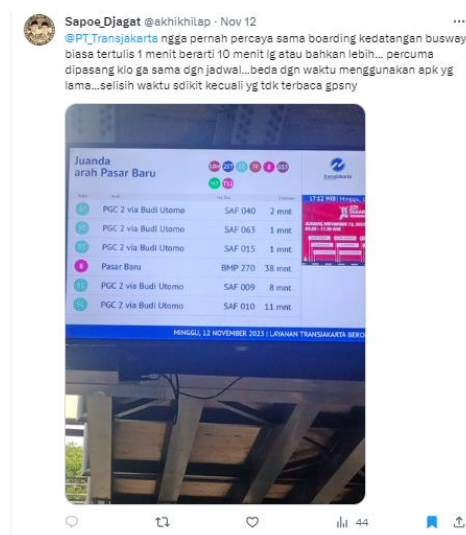 Sapoe_Djagat @akhikhilap · Nov 12
@PT_Transjakarta ngga pernah percaya sama boarding kedatangan busway
biasa tertulis 1 menit berarti 10 menit lg atau bahkan lebih... percuma
dipasang klo ga sama dgn jadwal...beda dgn waktu menggunakan apk yg
lama...selisih waktu sdikit kecuali yg tdk terbaca gpsny
Juanda
arah Pasar Baru
transjakarta
17:52 WIB| Minggu,
PGC 2 via Budi Utomo SAF 040 2 mnt
PGC 2 via Budi Utomo SAF 063 1 mnt
PGC 2 via Budi Utomo SAF 015 1 mnt
Pasar Baru BMP 270 38 mnt
PGC 2 via Budi Utomo SAF 009 8 mnt
PGC 2 via Budi Utomo SAF 010 11 mnt
MINGGU, 12 NOVEMBER 2023 | LAYANAN TRANSJAKARTA BERO
44